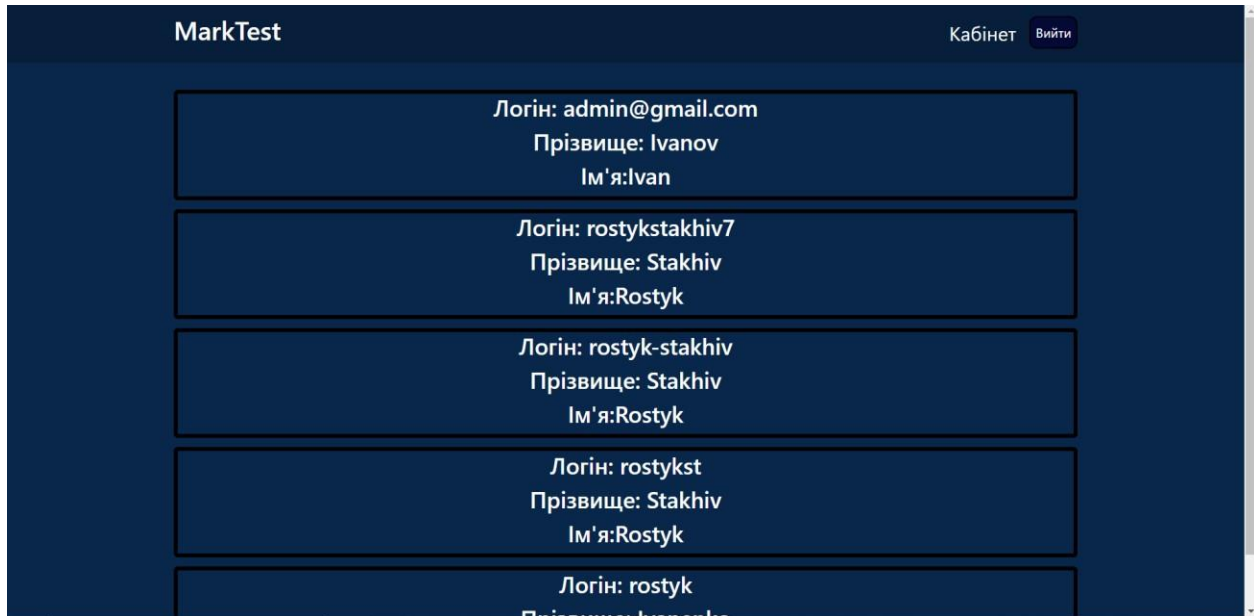 MarkTest
Кабінет Вийти
Логін: admin@gmail.com
Прізвище: Ivanov
Ім'я:Ivan
Логін: rostykstakhiv7
Прізвище: Stakhiv
Ім'я:Rostyk
Логін: rostyk-stakhiv
Прізвище: Stakhiv
Ім'я:Rostyk
Логін: rostykst
Прізвище: Stakhiv
Ім'я:Rostyk
Логін: rostyk